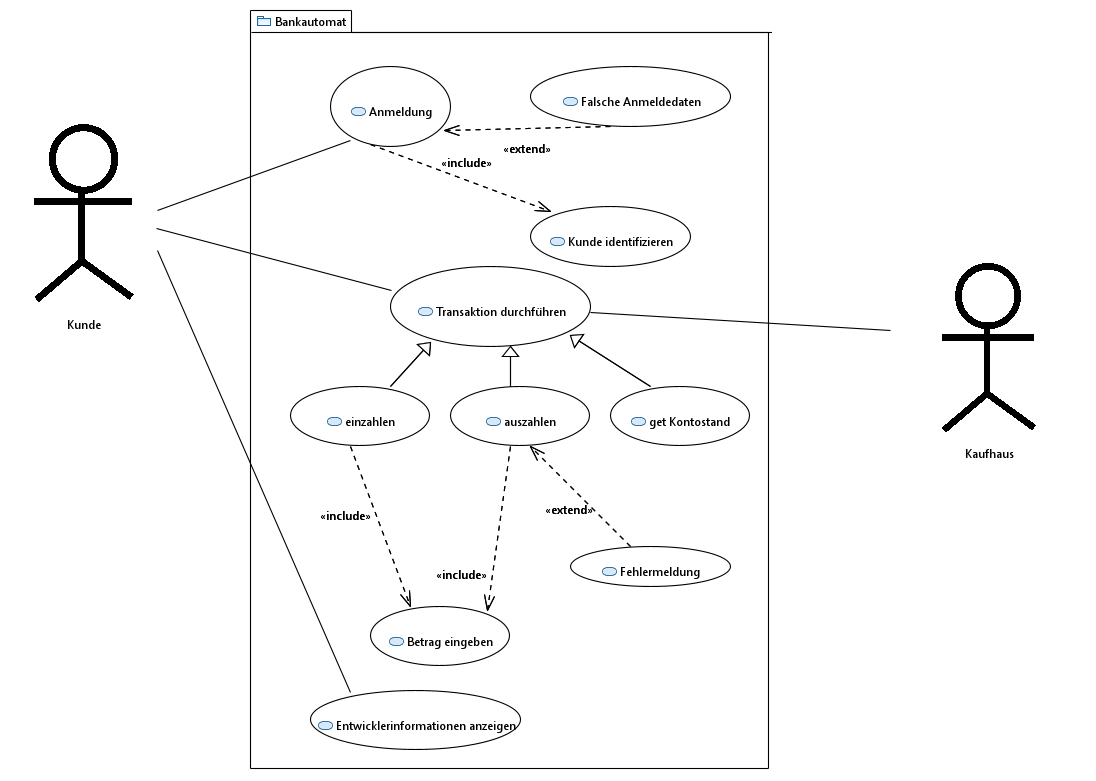 Bankautomat
Anmeldung
Falsche Anmeldedaten
«extend»
«include»
Kunde identifizieren
Transaktion durchführen
Kunde
einzahlen
auszahlen
get Kontostand
Kaufhaus
«include»
«extend»
«include»
Fehlermeldung
Betrag eingeben
Entwicklerinformationen anzeigen